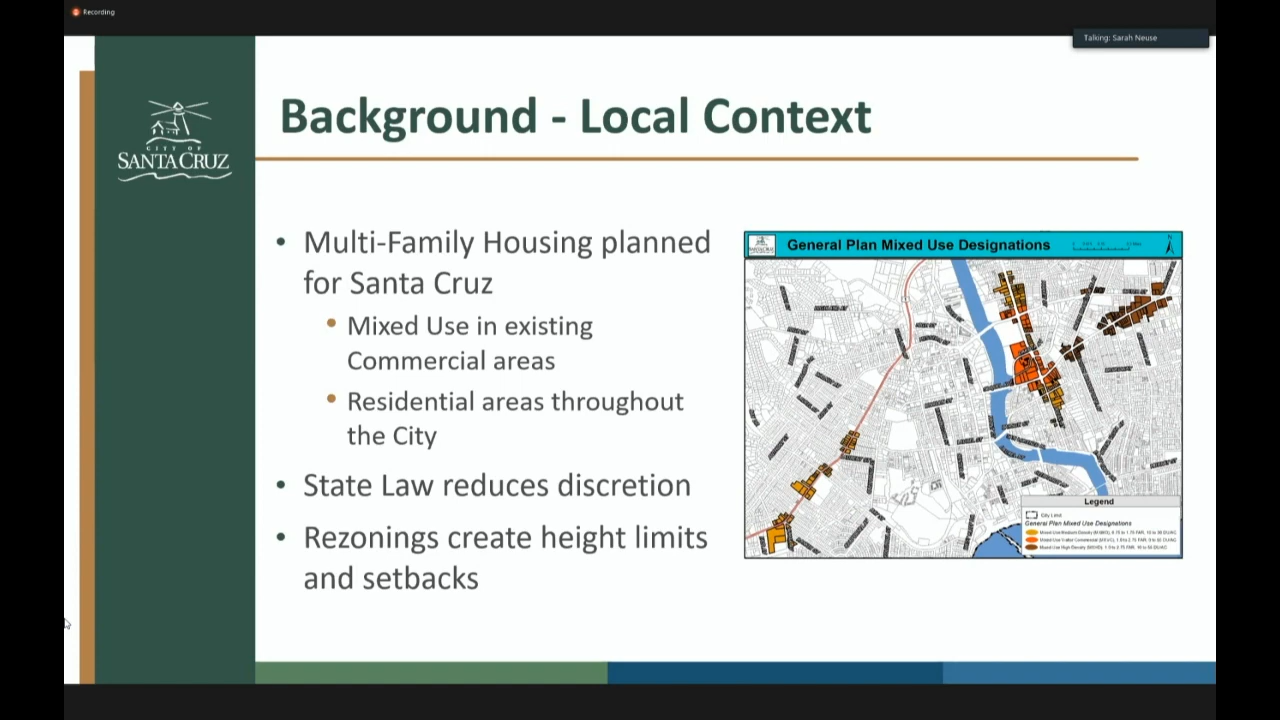 Recording
Talking: Sarah Neuse
CITY OF
SANTA CRUZ
Background - Local Context
• Multi-Family Housing planned
for Santa Cruz
• Mixed Use in existing
Commercial areas
• Residential areas throughout
the City
• State Law reduces discretion
• Rezonings create height limits
and setbacks
General Plan Mixed Use Designations
N
Legend
City Limit
General Plan Mixed Use Designations